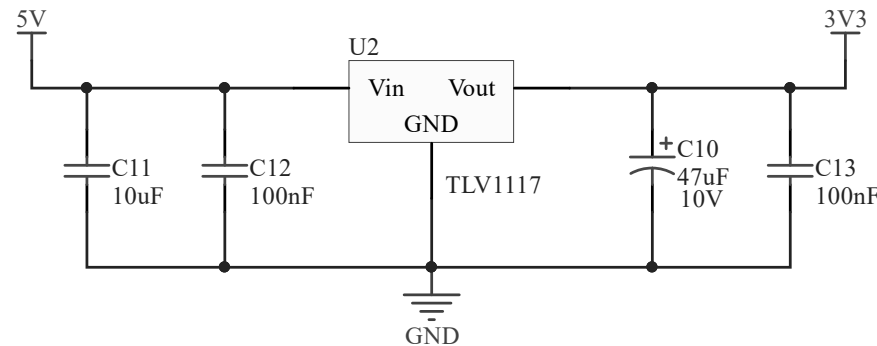 5V
3V3
U2
Vin
Vout
GND
C11
10uF
C12
100nF
TLV1117
+
C10
47uF
10V
C13
100nF
GND